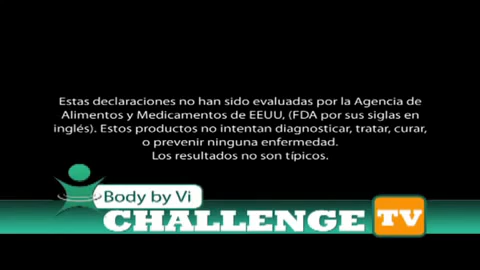 Estas declaraciones no han sido evaluadas por la Agencia de
Alimentos y Medicamentos de EEUU, (FDA por sus siglas en
inglés). Estos productos no intentan diagnosticar, tratar, curar,
o prevenir ninguna enfermedad.
Los resultados no son típicos.
Body by Vi
CHALLENGE TV